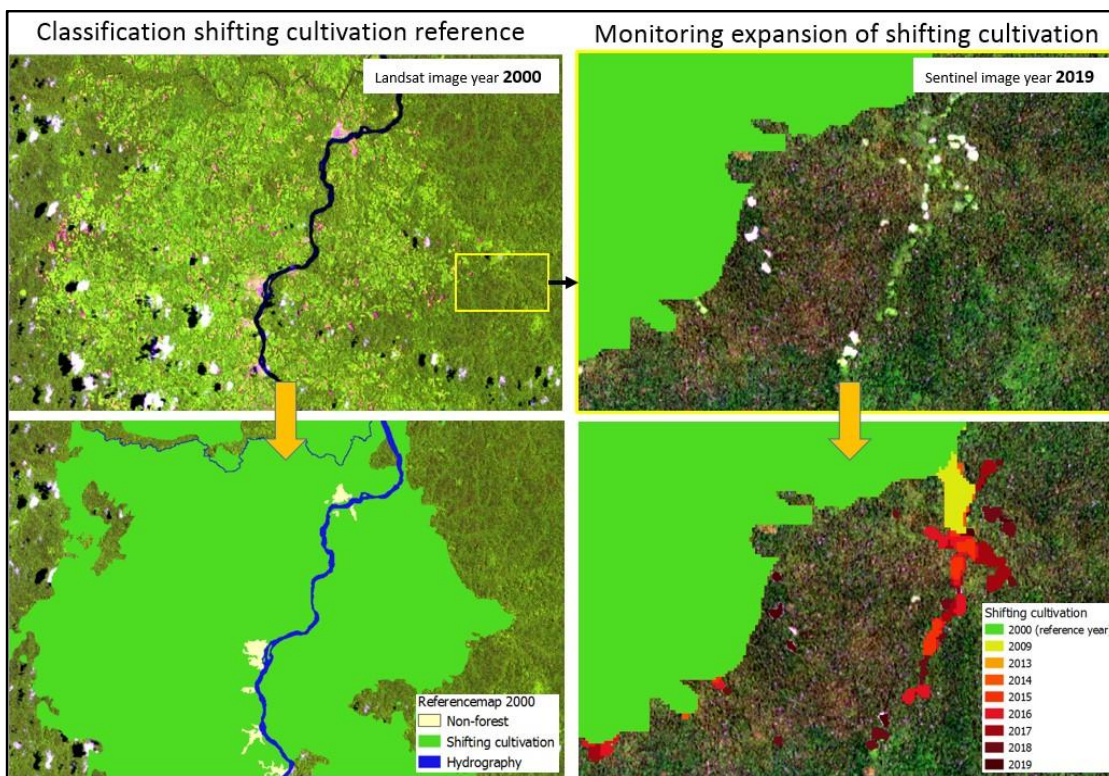 Classification shifting cultivation reference
Monitoring expansion of shifting cultivation
Landsat image year 2000
Sentinel image year 2019
Referencemap 2000
Non-forest
Shifting cultivation
Hydrography
Shifting cultivation
2000 (reference year
2009
2013
2014
2015
2016
2017
2018
2019